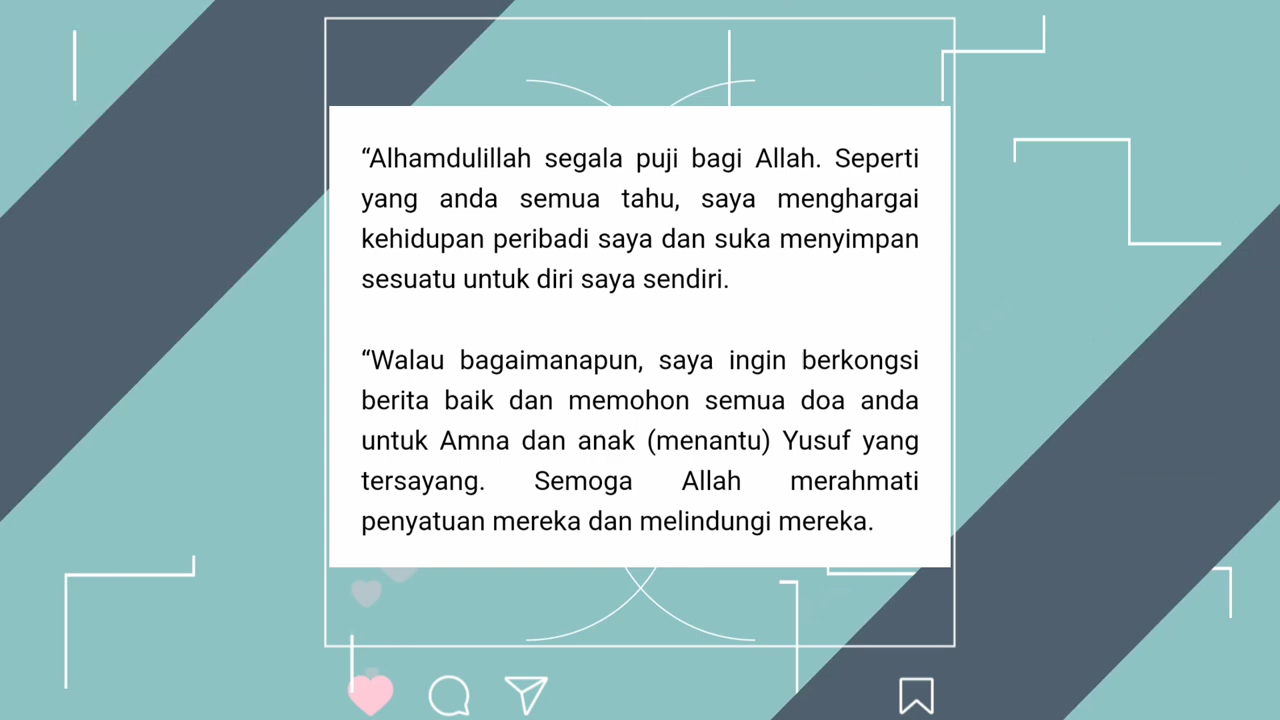 “Alhamdulillah segala puji bagi Allah. Seperti
yang anda semua tahu, saya menghargai
kehidupan peribadi saya dan suka menyimpan
sesuatu untuk diri saya sendiri.
“Walau bagaimanapun, saya ingin berkongsi
berita baik dan memohon semua doa anda
untuk Amna dan anak (menantu) Yusuf yang
tersayang. Semoga Allah merahmati
penyatuan mereka dan melindungi mereka.